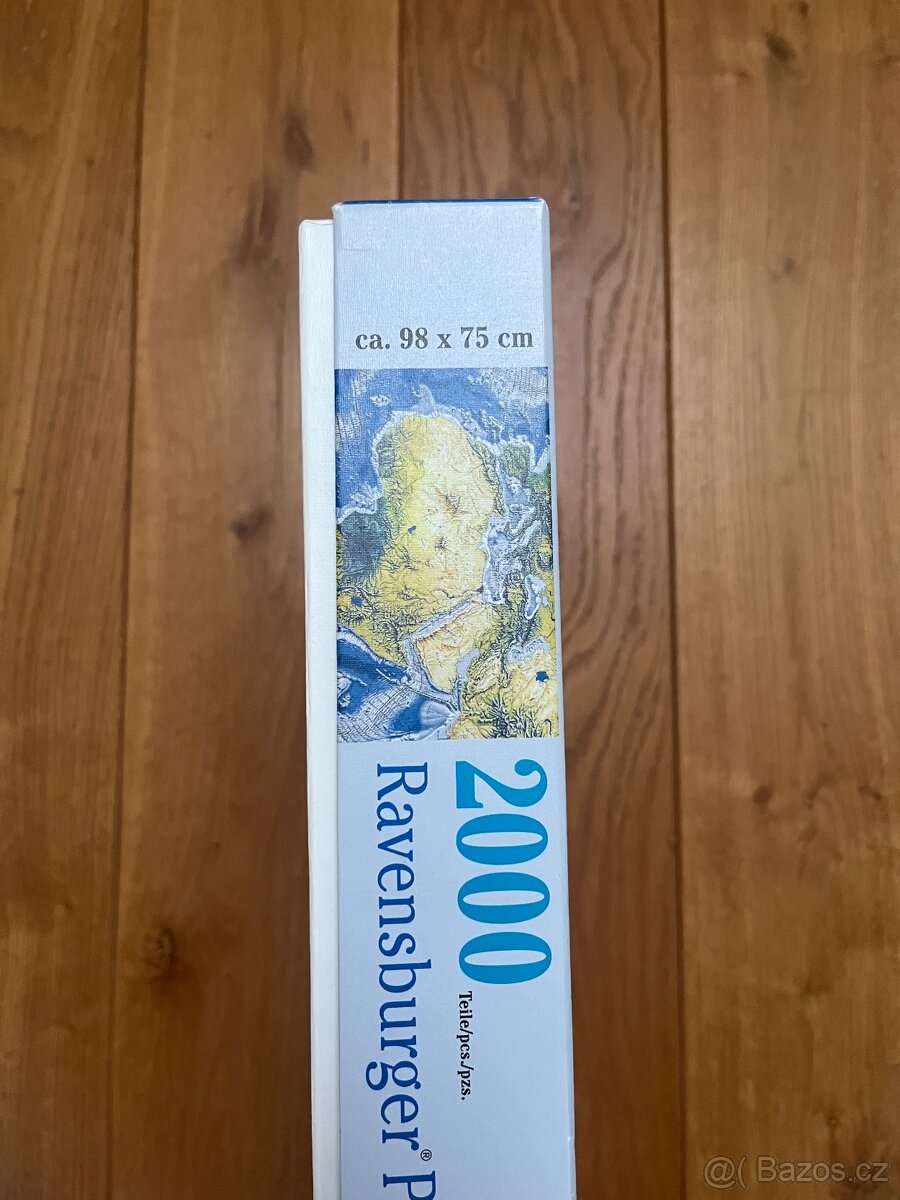 ca. 98 x 75 cm
2000
Teile/pcs./pzs.
Ravensburger® P
@( Bazos.cz